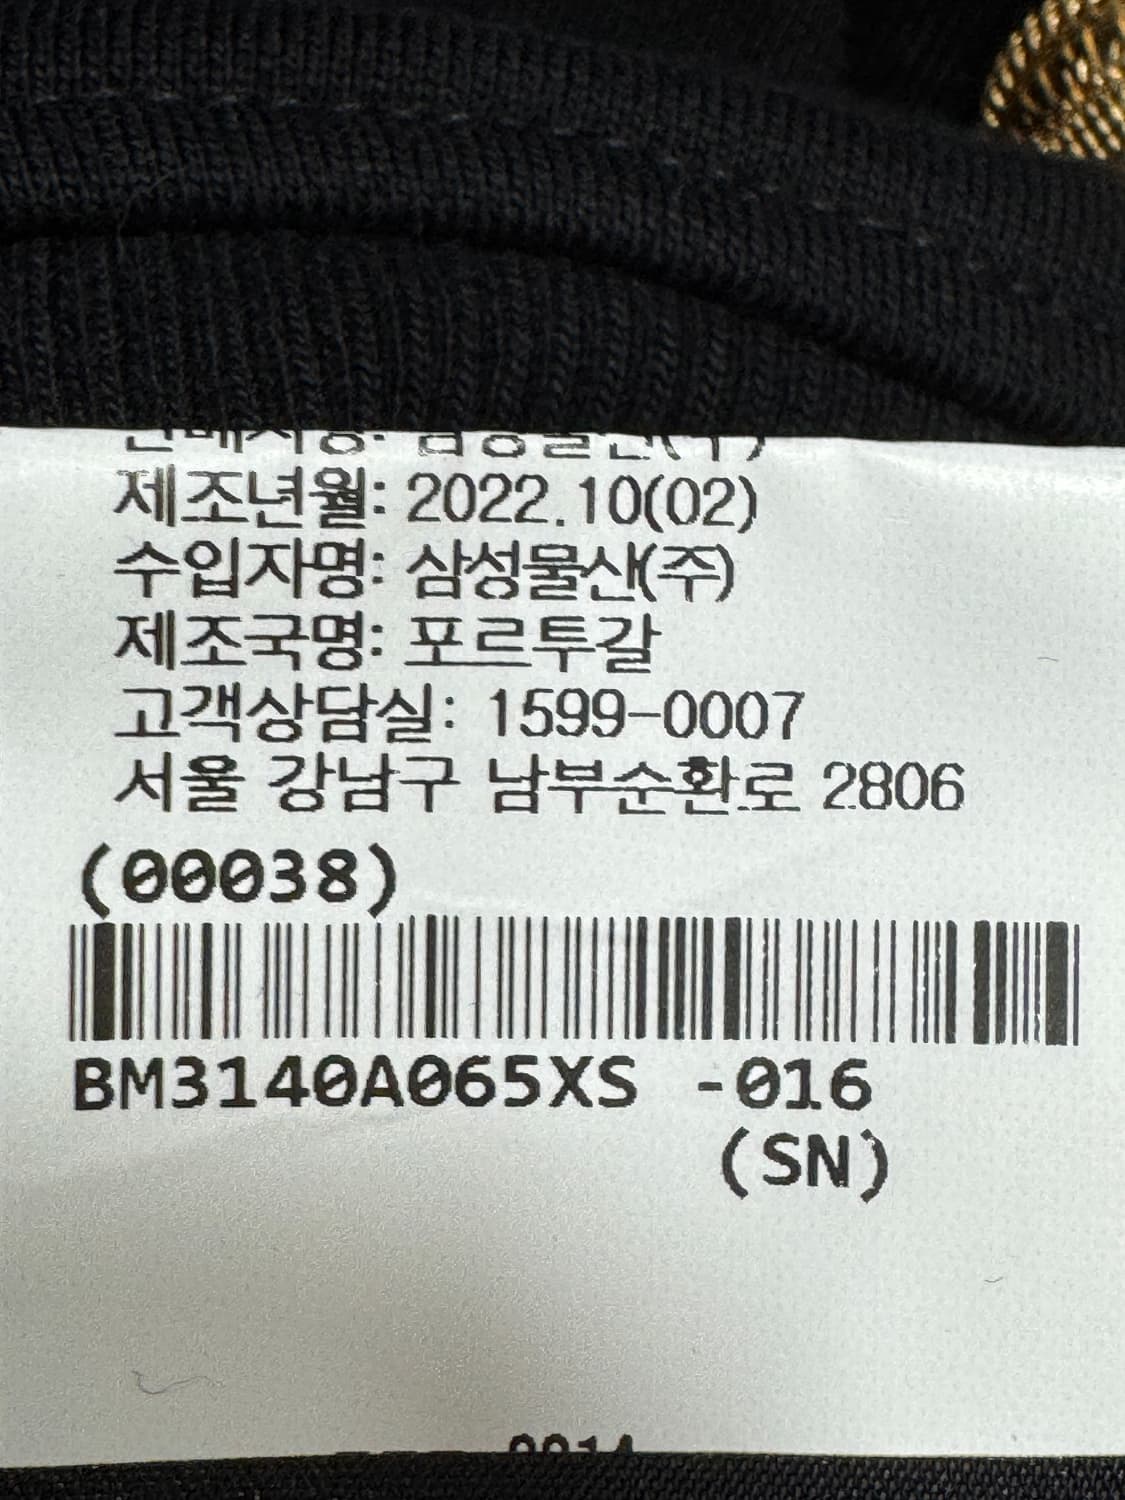 제조년월: 2022.10(02)
수입자명: 삼성물산(주)
제조국명: 포르투갈
고객상담실: 1599-0007
서울 강남구 남부순환로 2806
(00038)
BM3140A065XS -016
(SN)